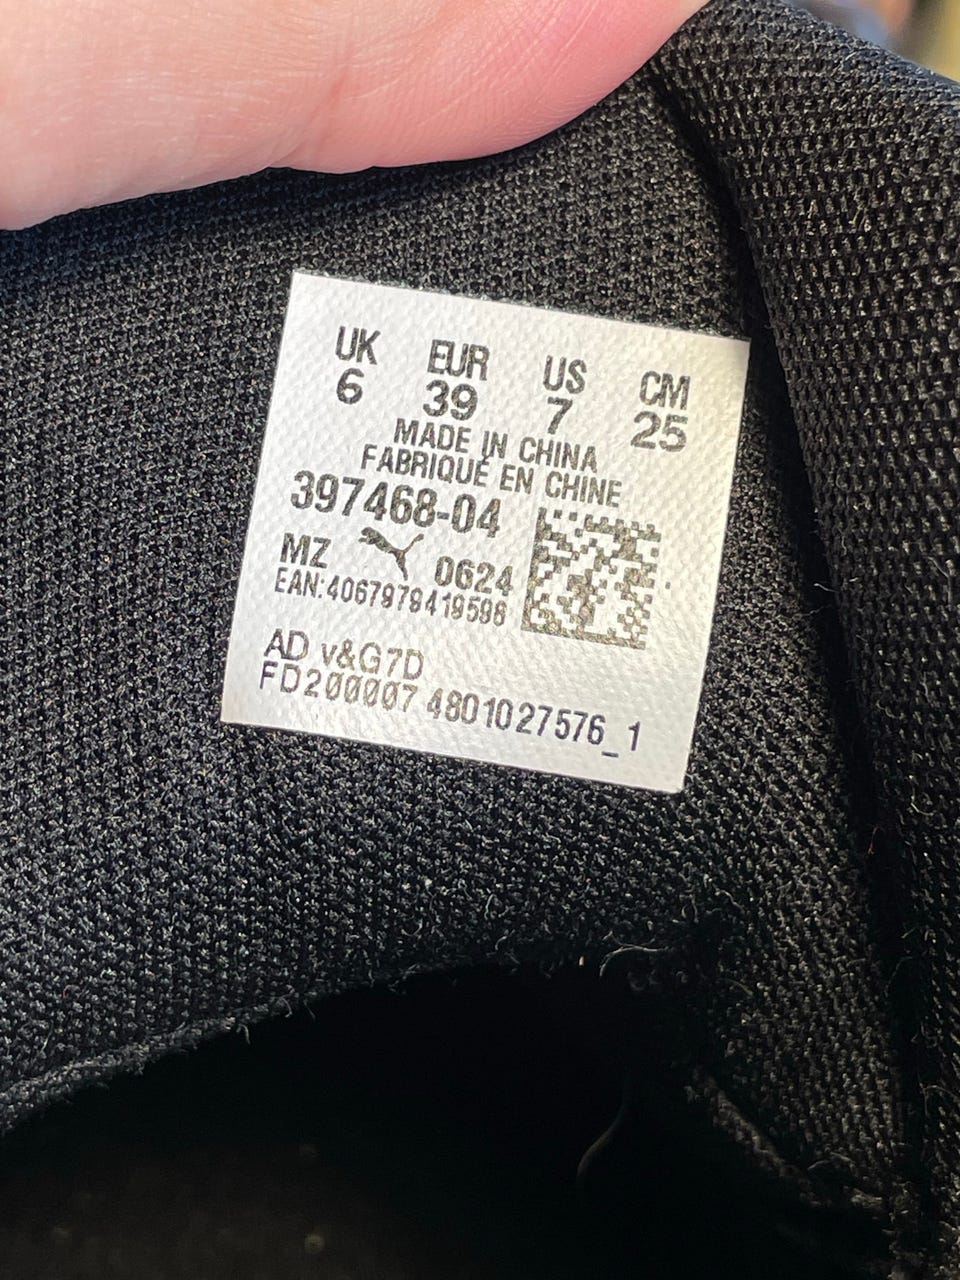 UK EUR US CM
6 39 7 25
MADE IN CHINA
FABRIQUÉ EN CHINE
397468-04
MZ 0624
EAN:4067979419596
AD v&G7D
FD200007 4801027576_1